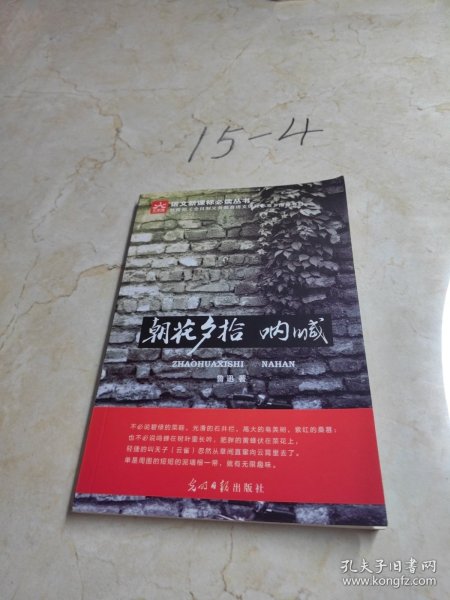 15-4
语文新课标必读丛书
朝花夕拾 呐喊
ZHAOHUAXISHI NAHAN
鲁迅 著
不必说碧绿的菜畦，光滑的石井栏，高大的皂荚树，紫红的桑葚；
也不必说鸣蝉在树叶里长吟，肥胖的黄蜂伏在菜花上，
轻捷的叫天子（云雀）忽然从草间直窜向云霄里去了。
单是周围的短短的泥墙根一带，就有无限趣味。
光明日报出版社
孔夫子旧书网
www.kongfz.com